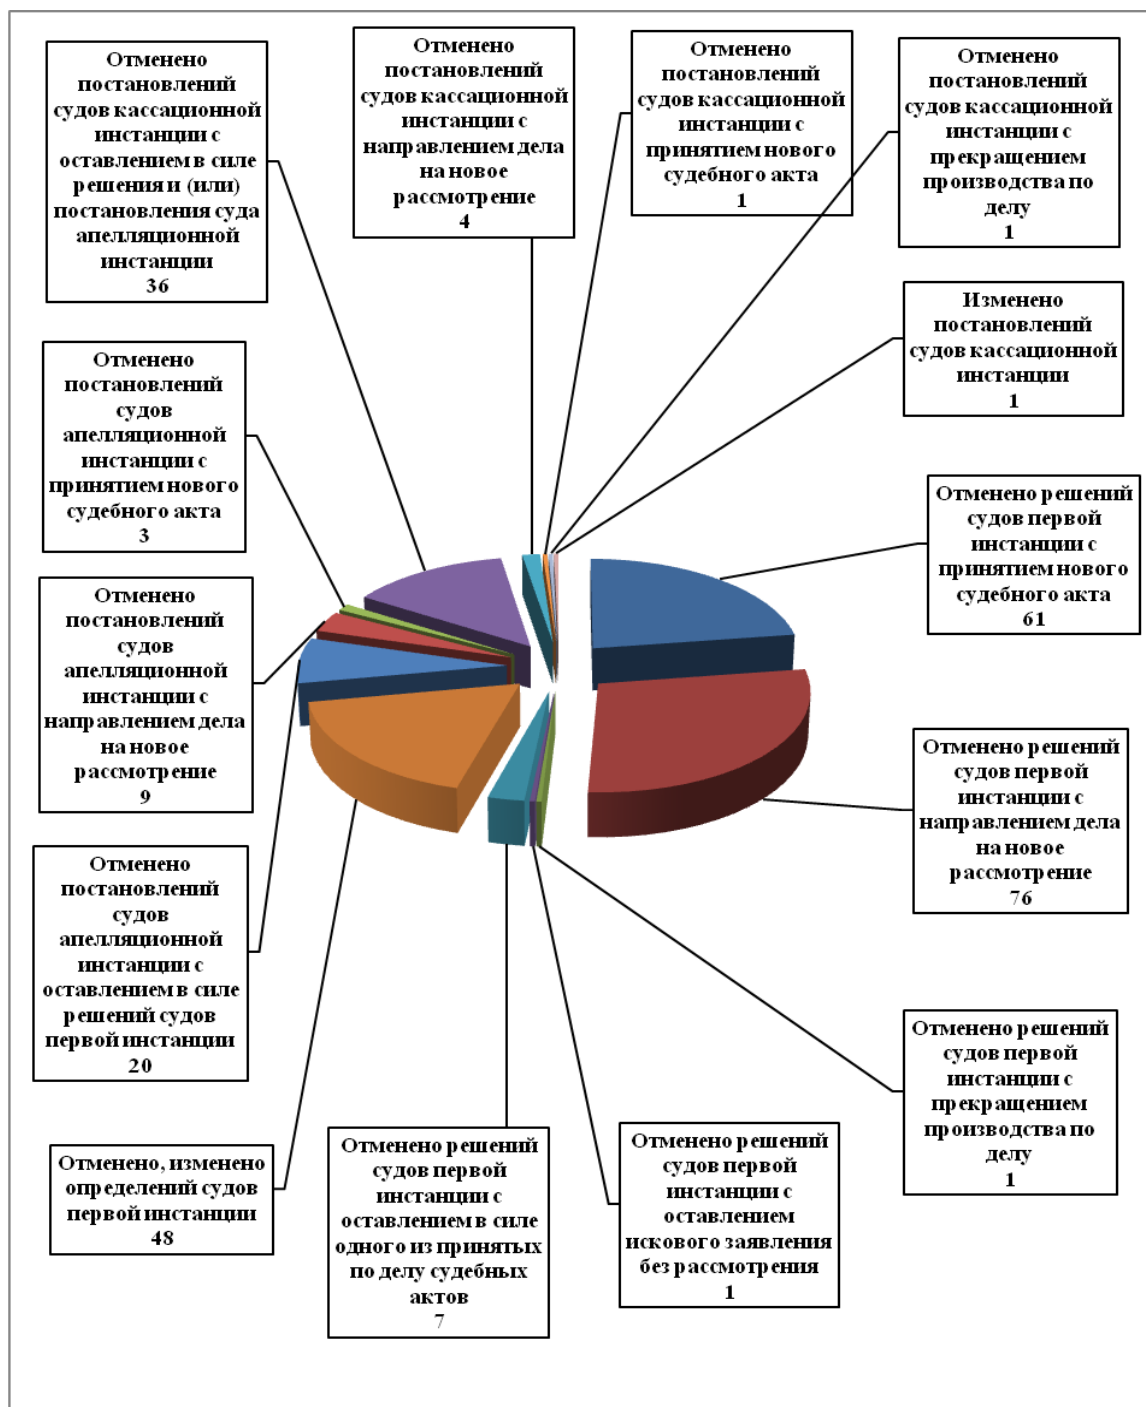 Отменено
постановлений
судов кассационной
инстанции с
оставлением в силе
решения и (или)
постановления суда
апелляционной
инстанции
36
Отменено
постановлений
судов кассационной
инстанции с
направлением дела
на новое
рассмотрение
4
Отменено
постановлений
судов кассационной
инстанции с
принятием нового
судебного акта
1
Отменено
постановлений
судов кассационной
инстанции с
прекращением
производства по
делу
1
Изменено
постановлений
судов кассационной
инстанции
1
Отменено
постановлений
судов
апелляционной
инстанции с
принятием нового
судебного акта
3
Отменено решений
судов первой
инстанции с
принятием нового
судебного акта
61
Отменено
постановлений
судов
апелляционной
инстанции с
направлением дела
на новое
рассмотрение
9
Отменено решений
судов первой
инстанции с
направлением дела
на новое
рассмотрение
76
Отменено
постановлений
судов
апелляционной
инстанции с
оставлением в силе
решений судов
первой инстанции
20
Отменено решений
судов первой
инстанции с
прекращением
производства по
делу
1
Отменено, изменено
определений судов
первой инстанции
48
Отменено решений
судов первой
инстанции с
оставлением в силе
одного из принятых
по делу судебных
актов
7
Отменено решений
судов первой
инстанции с
оставлением
искового заявления
без рассмотрения
1